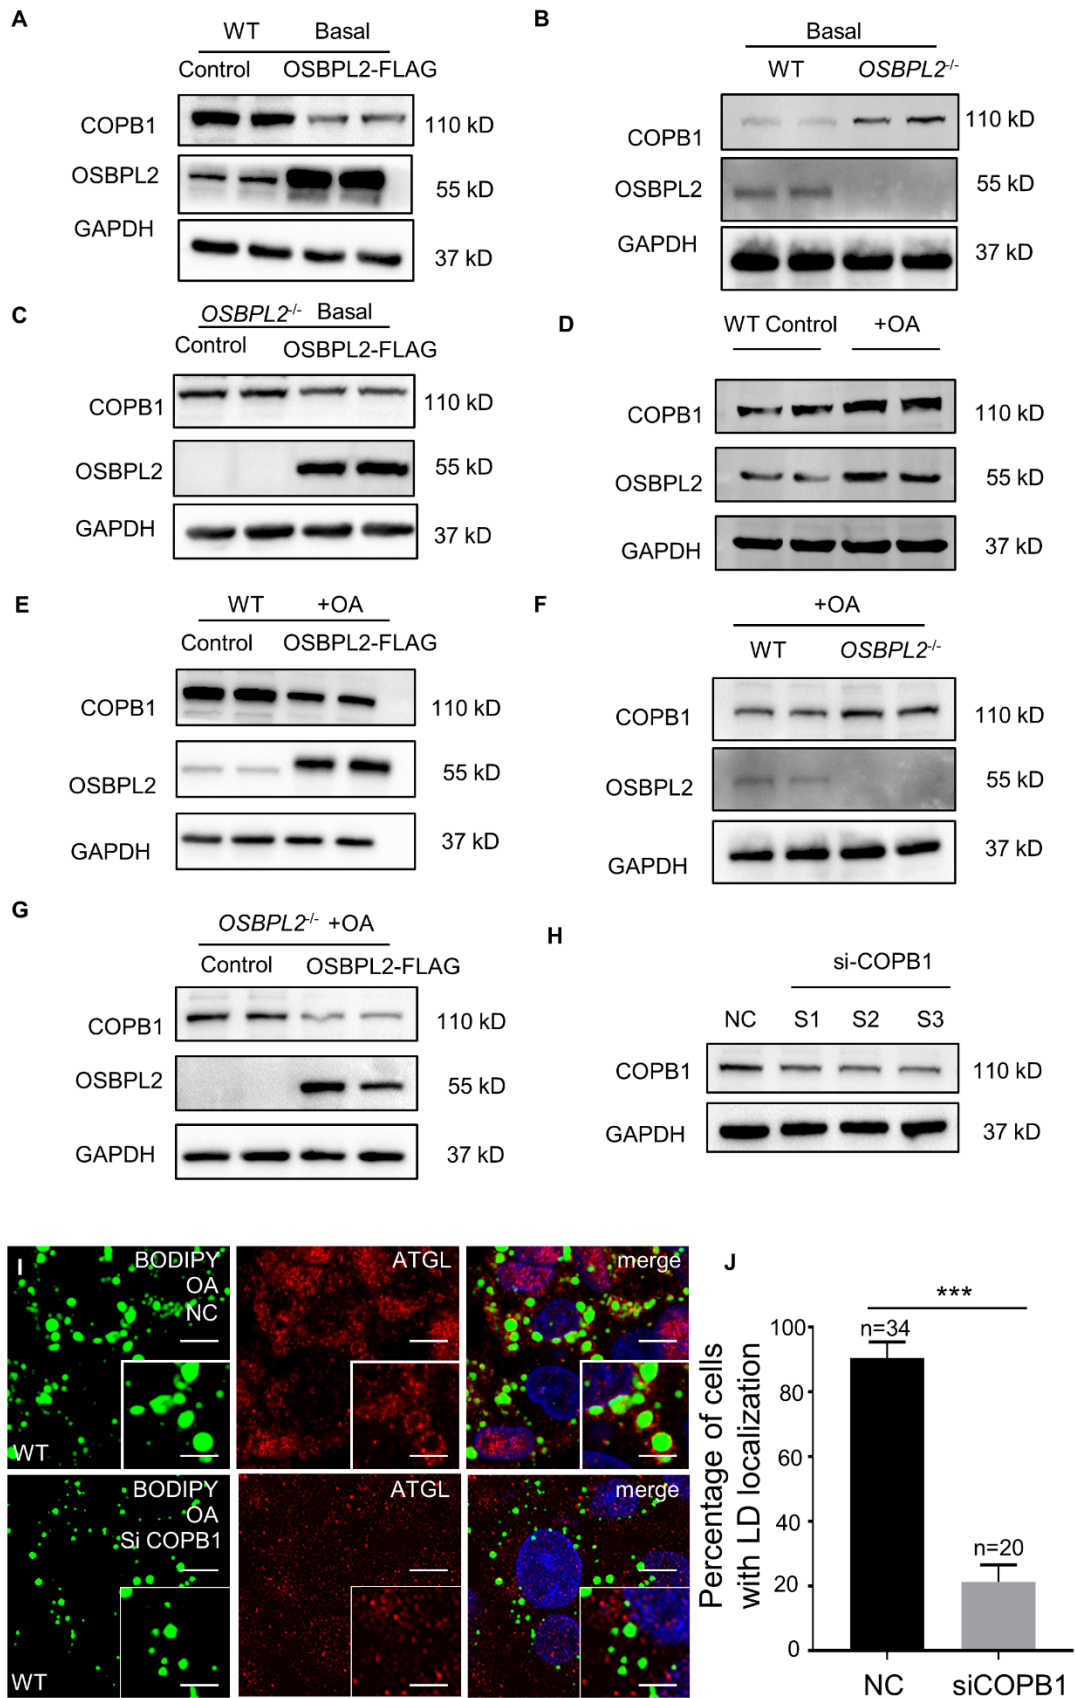 A
WT Basal
Control OSBPL2-FLAG
COPB1 110 kD
OSBPL2 55 kD
GAPDH 37 kD
B
Basal
WT OSBPL2-/-
COPB1 110 kD
OSBPL2 55 kD
GAPDH 37 kD
C
OSBPL2-/- Basal
Control OSBPL2-FLAG
COPB1 110 kD
OSBPL2 55 kD
GAPDH 37 kD
D
WT Control +OA
COPB1 110 kD
OSBPL2 55 kD
GAPDH 37 kD
E
WT +OA
Control OSBPL2-FLAG
COPB1 110 kD
OSBPL2 55 kD
GAPDH 37 kD
F
+OA
WT OSBPL2-/-
COPB1 110 kD
OSBPL2 55 kD
GAPDH 37 kD
G
OSBPL2-/- +OA
Control OSBPL2-FLAG
COPB1 110 kD
OSBPL2 55 kD
GAPDH 37 kD
H
si-COPB1
NC S1 S2 S3
COPB1 110 kD
GAPDH 37 kD
I
BODIPY
OA
NC
WT
ATGL
merge
BODIPY
OA
Si COPB1
WT
ATGL
merge
J
***
n=34
n=20
Percentage of cells
with LD localization
100
80
60
40
20
0
NC siCOPB1